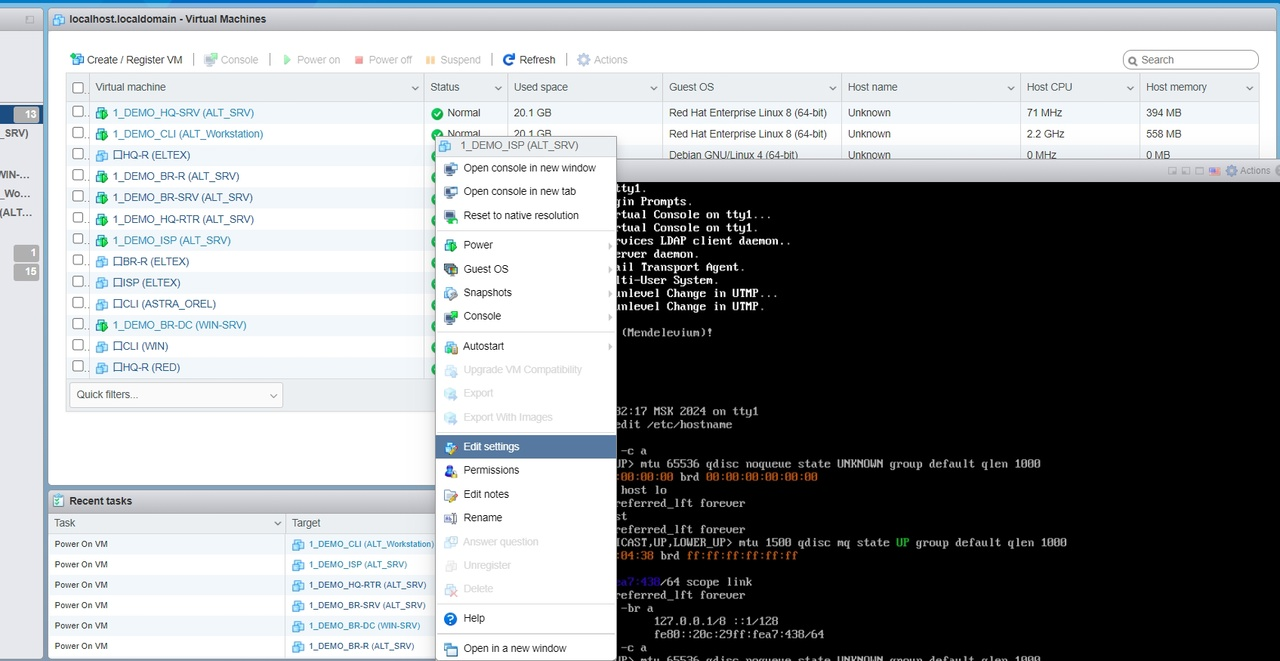 localhost.localdomain - Virtual Machines
Create / Register VM
Console
Power on
Power off
Suspend
Refresh
Actions
Search
Virtual machine
Status
Used space
Guest OS
Host name
Host CPU
Host memory
13
_SRV)
WIN-...
_Wo...
(ALT...
1
15
1_DEMO_HQ-SRV (ALT_SRV) Normal 20.1 GB Red Hat Enterprise Linux 8 (64-bit) Unknown 71 MHz 394 MB
1_DEMO_CLI (ALT_Workstation) Normal 20.1 GB Red Hat Enterprise Linux 8 (64-bit) Unknown 2.2 GHz 558 MB
HQ-R (ELTEX) Debian GNU/Linux 4 (64-bit) Unknown 0 MHz 0 MB
1_DEMO_BR-R (ALT_SRV)
1_DEMO_BR-SRV (ALT_SRV)
1_DEMO_HQ-RTR (ALT_SRV)
1_DEMO_ISP (ALT_SRV)
BR-R (ELTEX)
ISP (ELTEX)
CLI (ASTRA_OREL)
1_DEMO_BR-DC (WIN-SRV)
CLI (WIN)
HQ-R (RED)
Quick filters...
1_DEMO_ISP (ALT_SRV)
Open console in new window
Open console in new tab
Reset to native resolution
Power
Guest OS
Snapshots
Console
Autostart
Upgrade VM Compatibility
Export
Export With Images
Edit settings
Permissions
Edit notes
Rename
Answer question
Unregister
Delete
Help
Open in a new window
Actions
tty1.
gin Prompts.
rtual Console on tty1...
rtual Console on tty1.
rvices LDAP client daemon..
erver daemon.
ail Transport Agent.
lti-User System.
unlevel Change in UTMP...
unlevel Change in UTMP.
(Mendelevium)!
32:17 MSK 2024 on tty1
edit /etc/hostname
-c a
UP> mtu 65536 qdisc noqueue state UNKNOWN group default qlen 1000
:00:00:00 brd 00:00:00:00:00:00
host lo
referred_lft forever
st
referred_lft forever
ICAST,UP,LOWER_UP> mtu 1500 qdisc mq state UP group default qlen 1000
:04:38 brd ff:ff:ff:ff:ff:ff
ea7:438/64 scope link
referred_lft forever
-br a
127.0.0.1/8 ::1/128
fe80::20c:29ff:fea7:438/64
-c a
UP> mtu 65536 qdisc noqueue state UNKNOWN group default qlen 1000
Recent tasks
Task
Target
Power On VM 1_DEMO_CLI (ALT_Workstation)
Power On VM 1_DEMO_ISP (ALT_SRV)
Power On VM 1_DEMO_HQ-RTR (ALT_SRV)
Power On VM 1_DEMO_BR-SRV (ALT_SRV)
Power On VM 1_DEMO_BR-DC (WIN-SRV)
Power On VM 1_DEMO_BR-R (ALT_SRV)